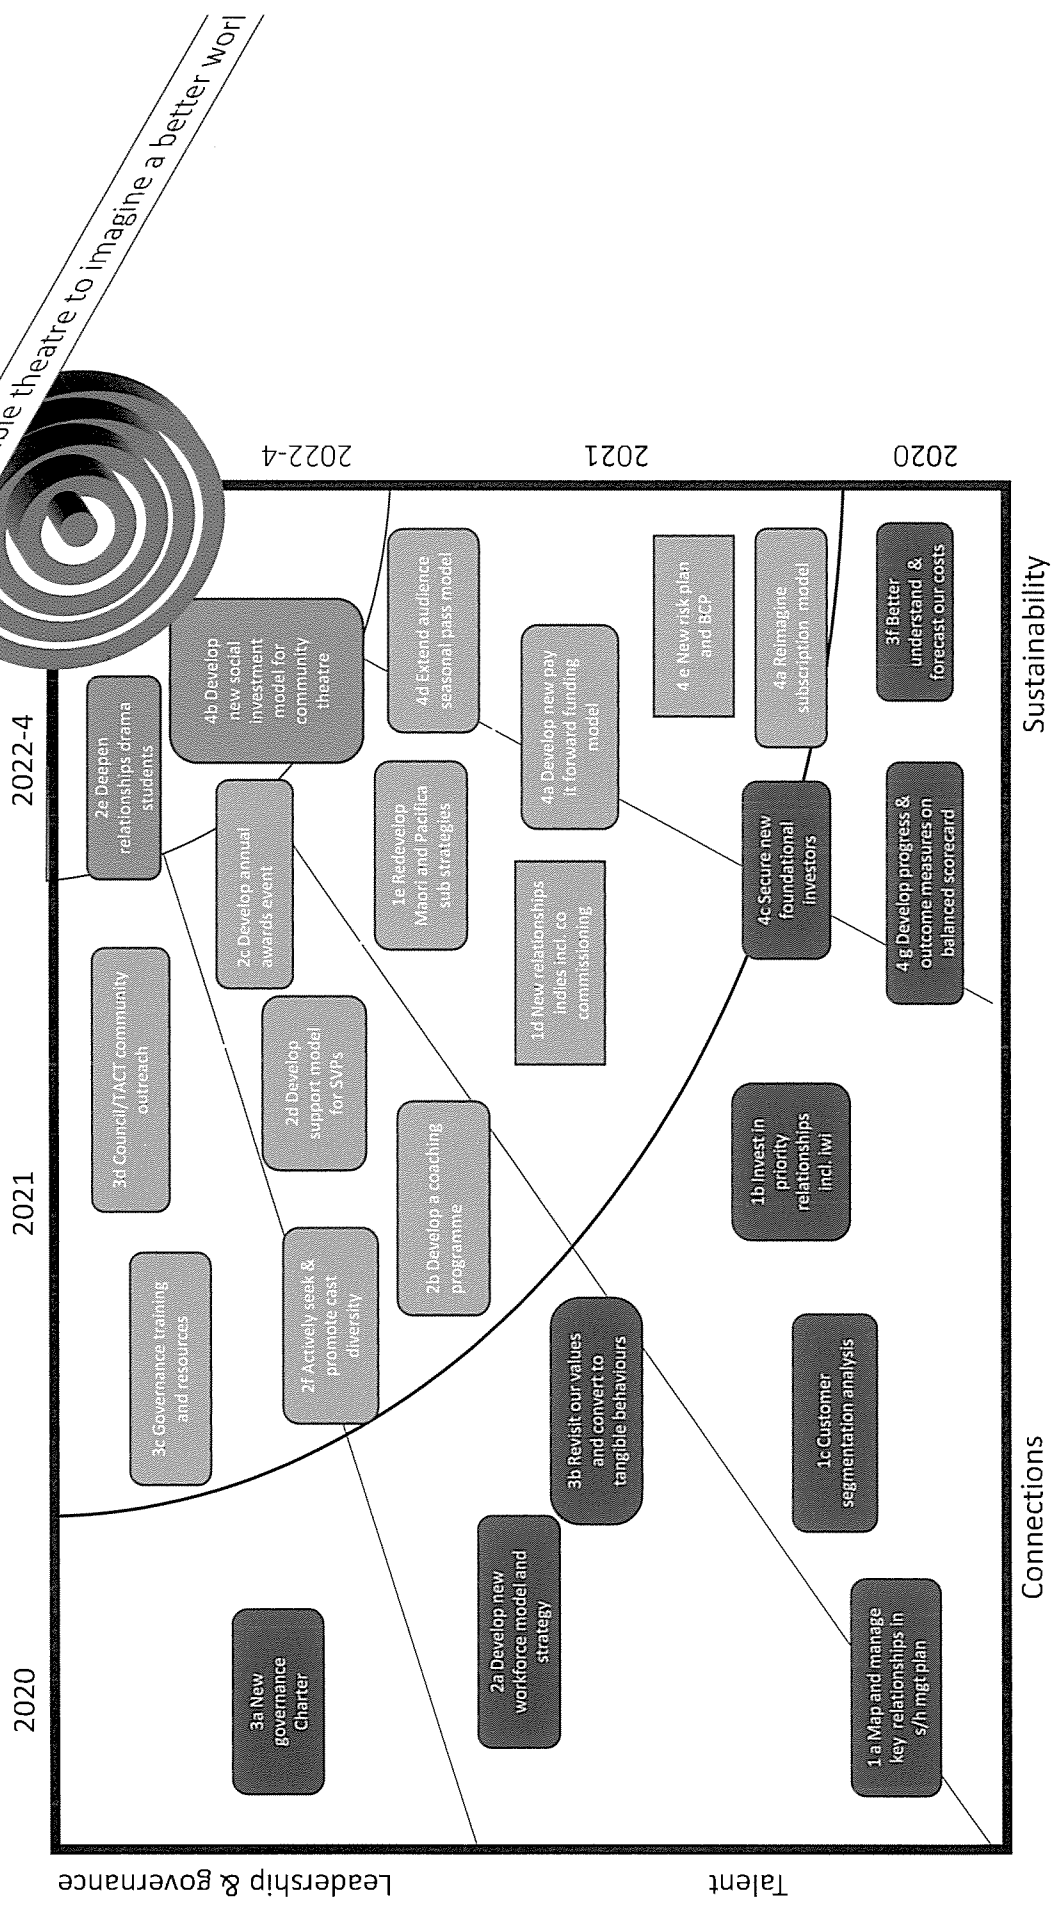 ble theatre to imagine a better worl
2020
2021
2022-4
Leadership & governance
Talent
Connections
Sustainability
2022-4
2021
2020
3a New
governance
Charter
3c Governance training
and resources
3d Council/TACT community
outreach
2e Deepen
relationships drama
students
2a Develop new
workforce model and
strategy
2f Actively seek &
promote cast
diversity
2d Develop
support model
for SVPs
2c Develop annual
awards event
4b Develop
new social
investment
model for
community
theatre
3b Revisit our values
and convert to
tangible behaviours
2b Develop a coaching
programme
1e Redevelop
Maori and Pacifica
sub strategies
4d Extend audience
seasonal pass model
1d New relationships
indies incl. co
commissioning
4a Develop new pay
it forward funding
model
4 e New risk plan
and BCP
1 a Map and manage
key relationships in
s/h mgt plan
1c Customer
segmentation analysis
1b Invest in
priority
relationships
incl. iwi
4c Secure new
foundational
investors
4a Reimagine
subscription model
4 g Develop progress &
outcome measures on
balanced scorecard
3f Better
understand &
forecast our costs